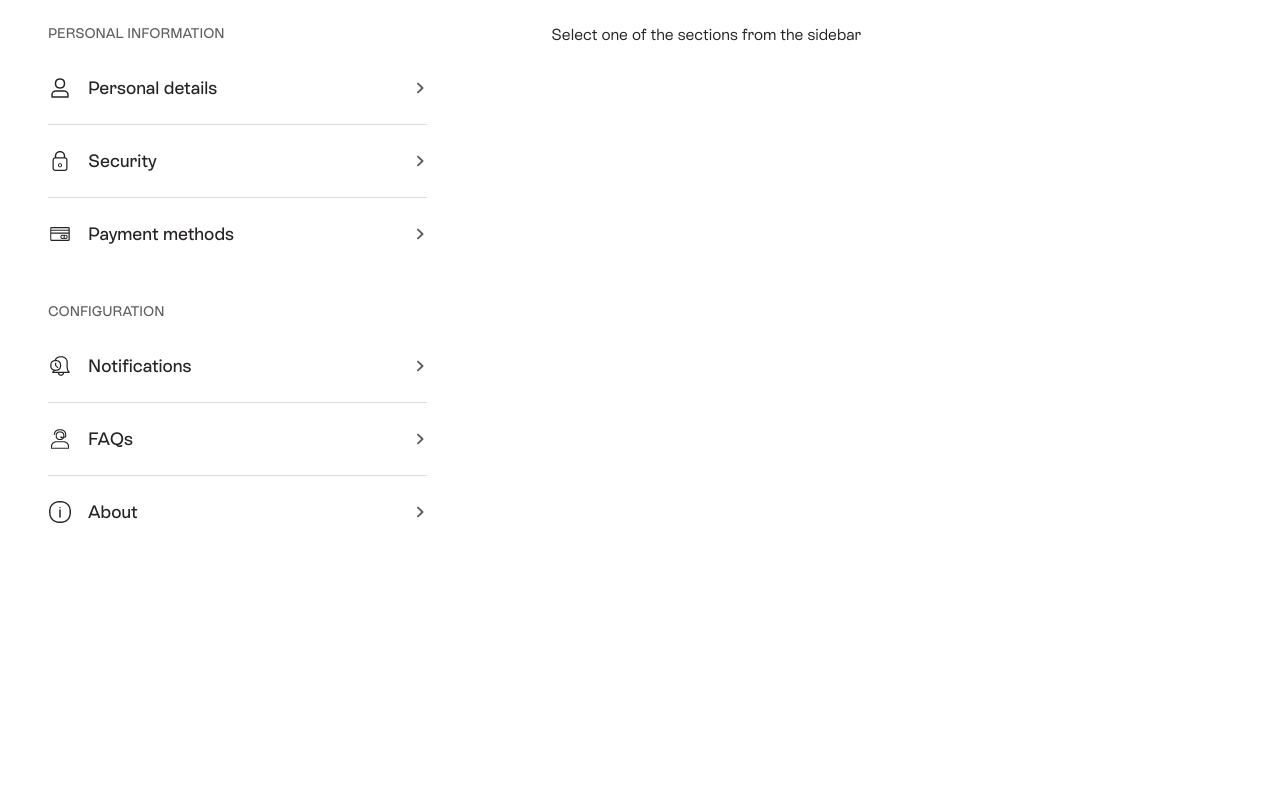 PERSONAL INFORMATION
Personal details
Security
Payment methods
CONFIGURATION
Notifications
FAQs
About
Select one of the sections from the sidebar